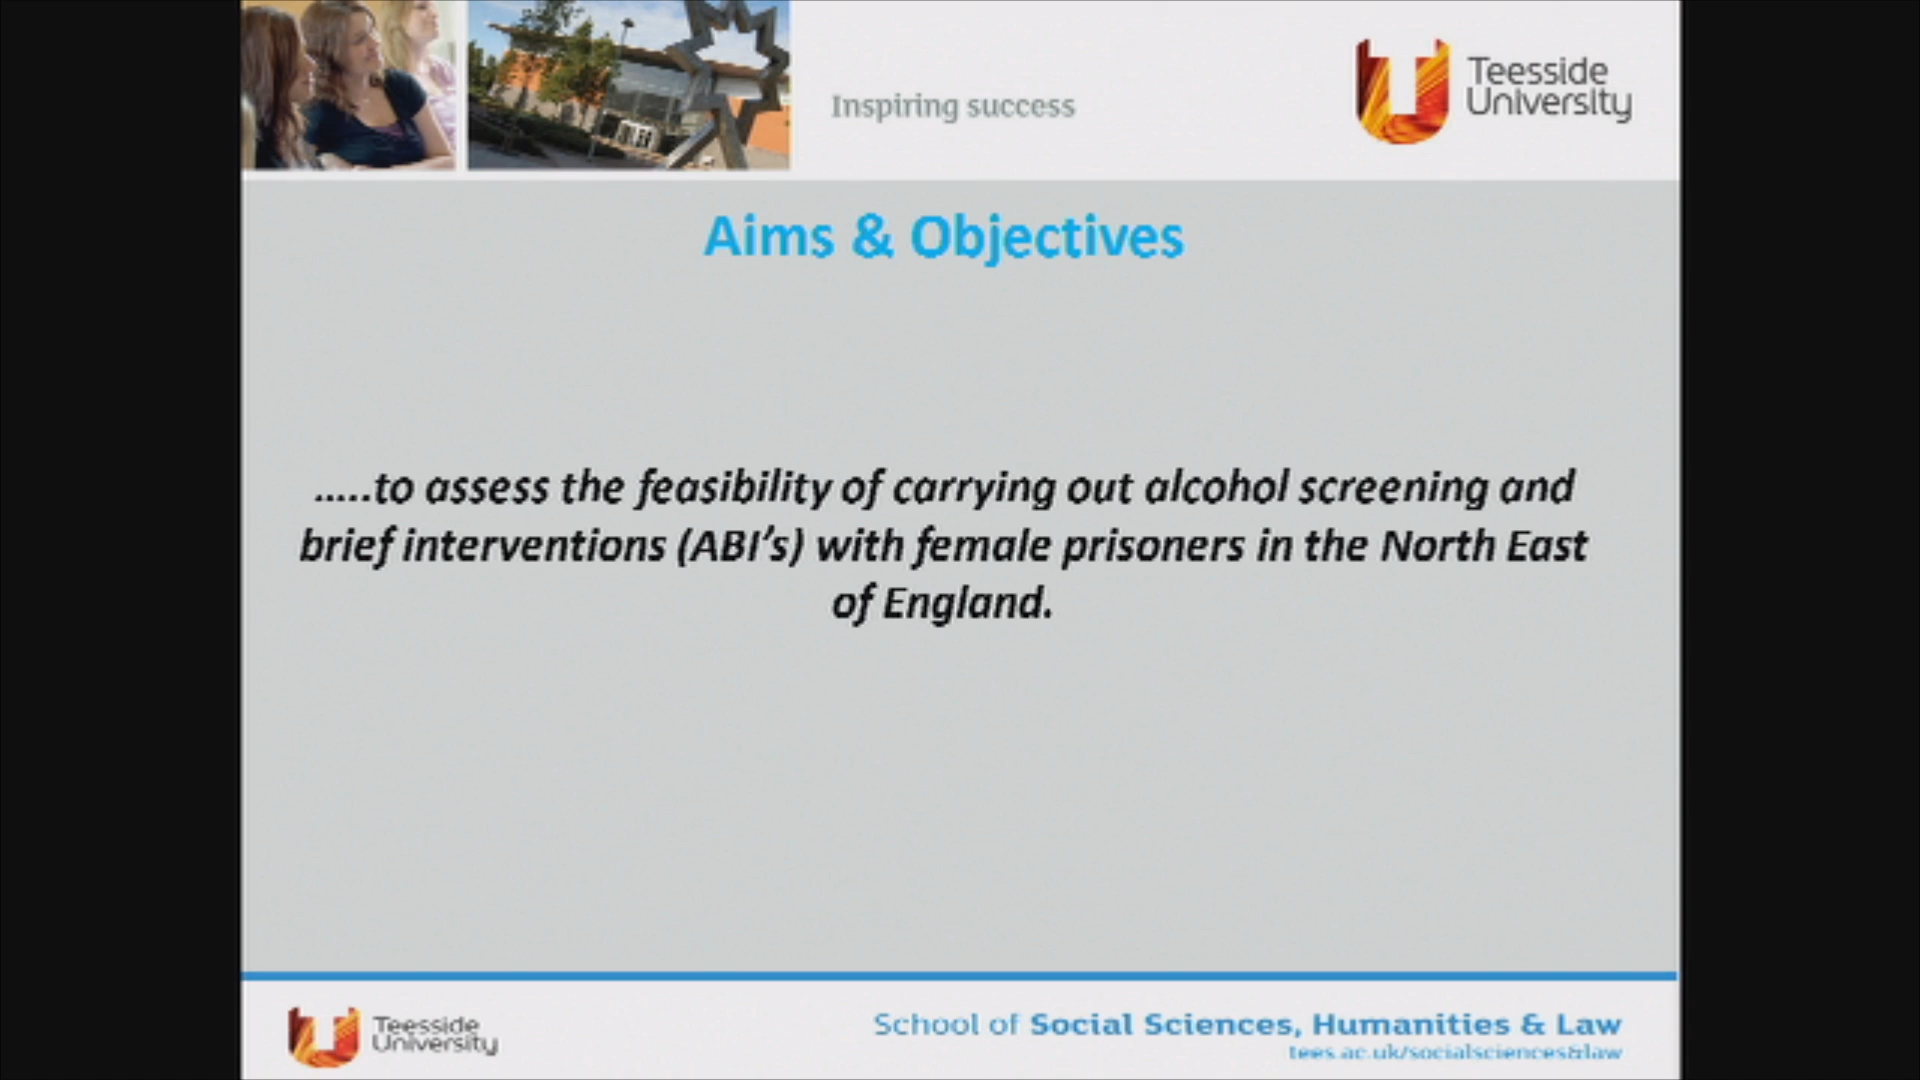 Inspiring success
Teesside
University
Aims & Objectives
.....to assess the feasibility of carrying out alcohol screening and
brief interventions (ABI's) with female prisoners in the North East
of England.
Teesside
University
School of Social Sciences, Humanities & Law
tees.ac.uk/socialsciences&law